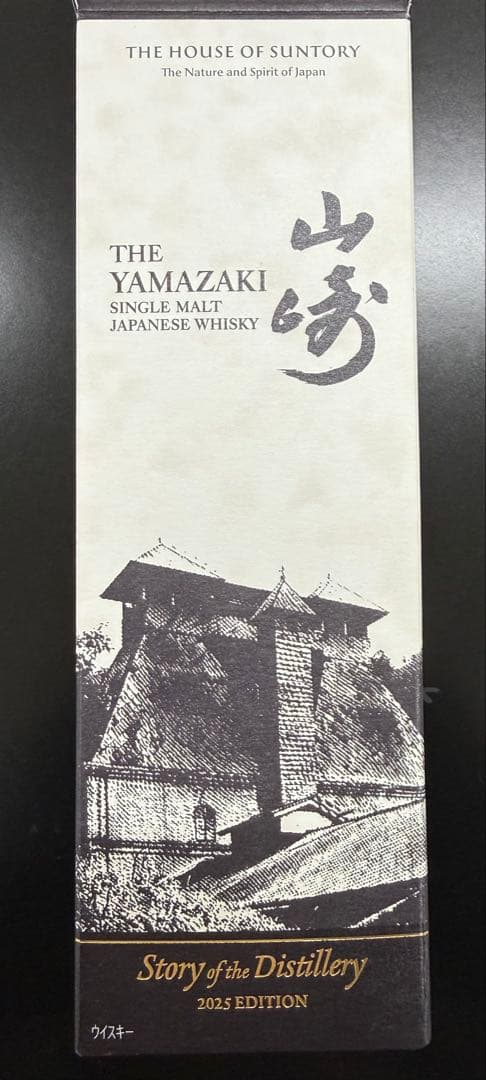 THE HOUSE OF SUNTORY
The Nature and Spirit of Japan
THE
YAMAZAKI
SINGLE MALT
JAPANESE WHISKY
山崎
Story of the Distillery
2025 EDITION
ウイスキー